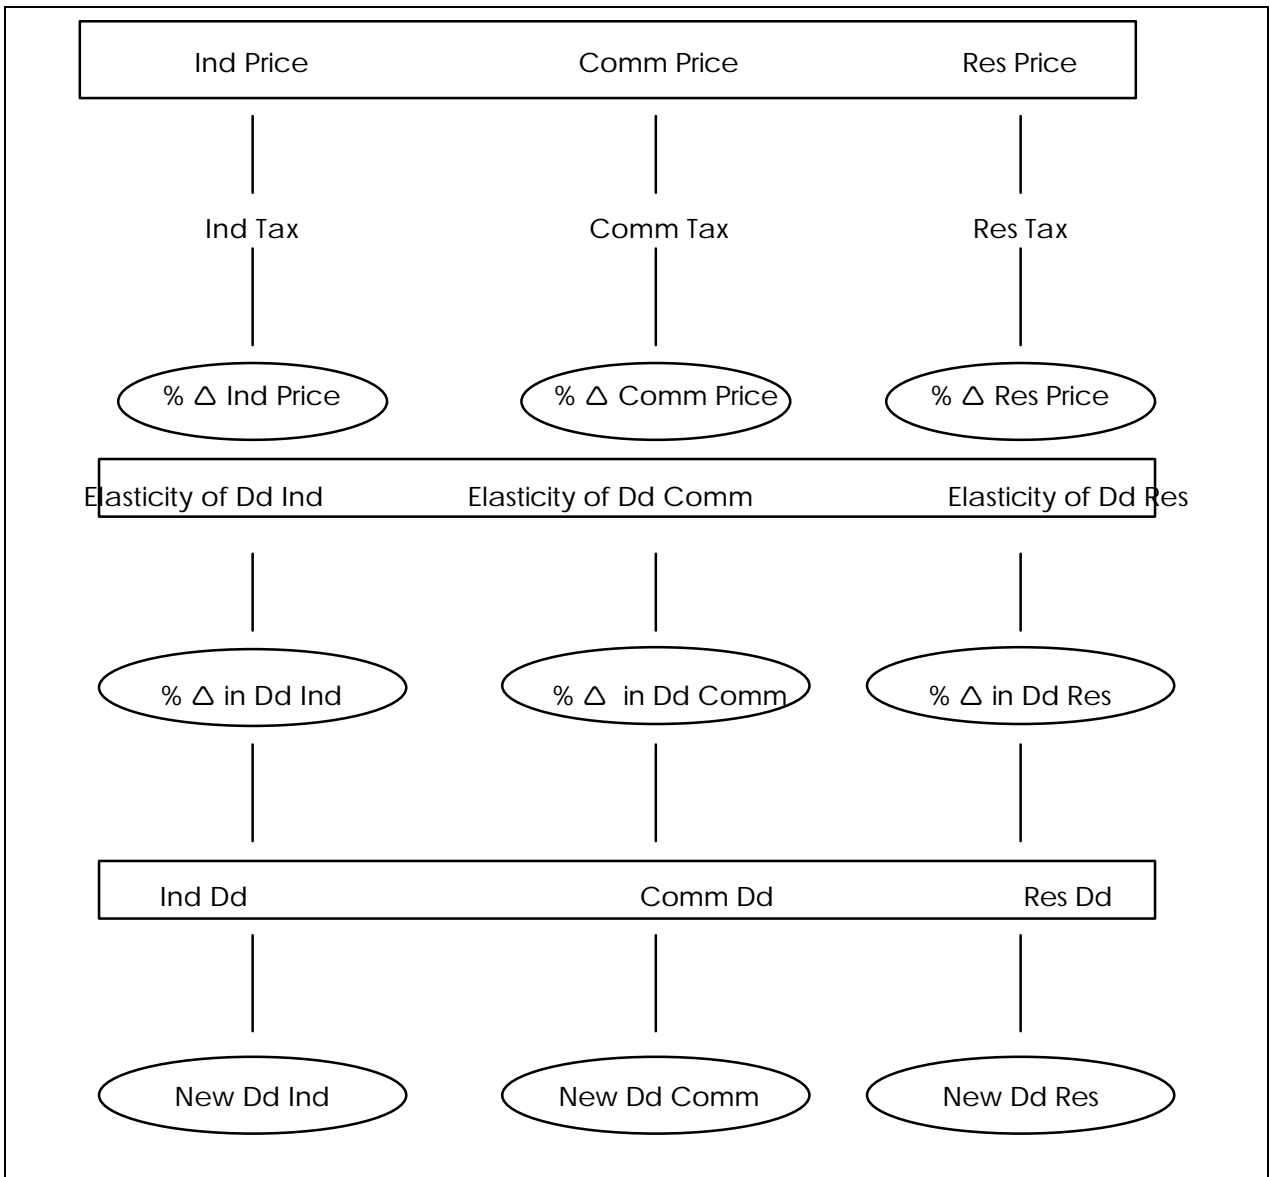 Ind Price Comm Price Res Price
Ind Tax Comm Tax Res Tax
% △ Ind Price % △ Comm Price % △ Res Price
Elasticity of Dd Ind Elasticity of Dd Comm Elasticity of Dd Res
% △ in Dd Ind % △ in Dd Comm % △ in Dd Res
Ind Dd Comm Dd Res Dd
New Dd Ind New Dd Comm New Dd Res